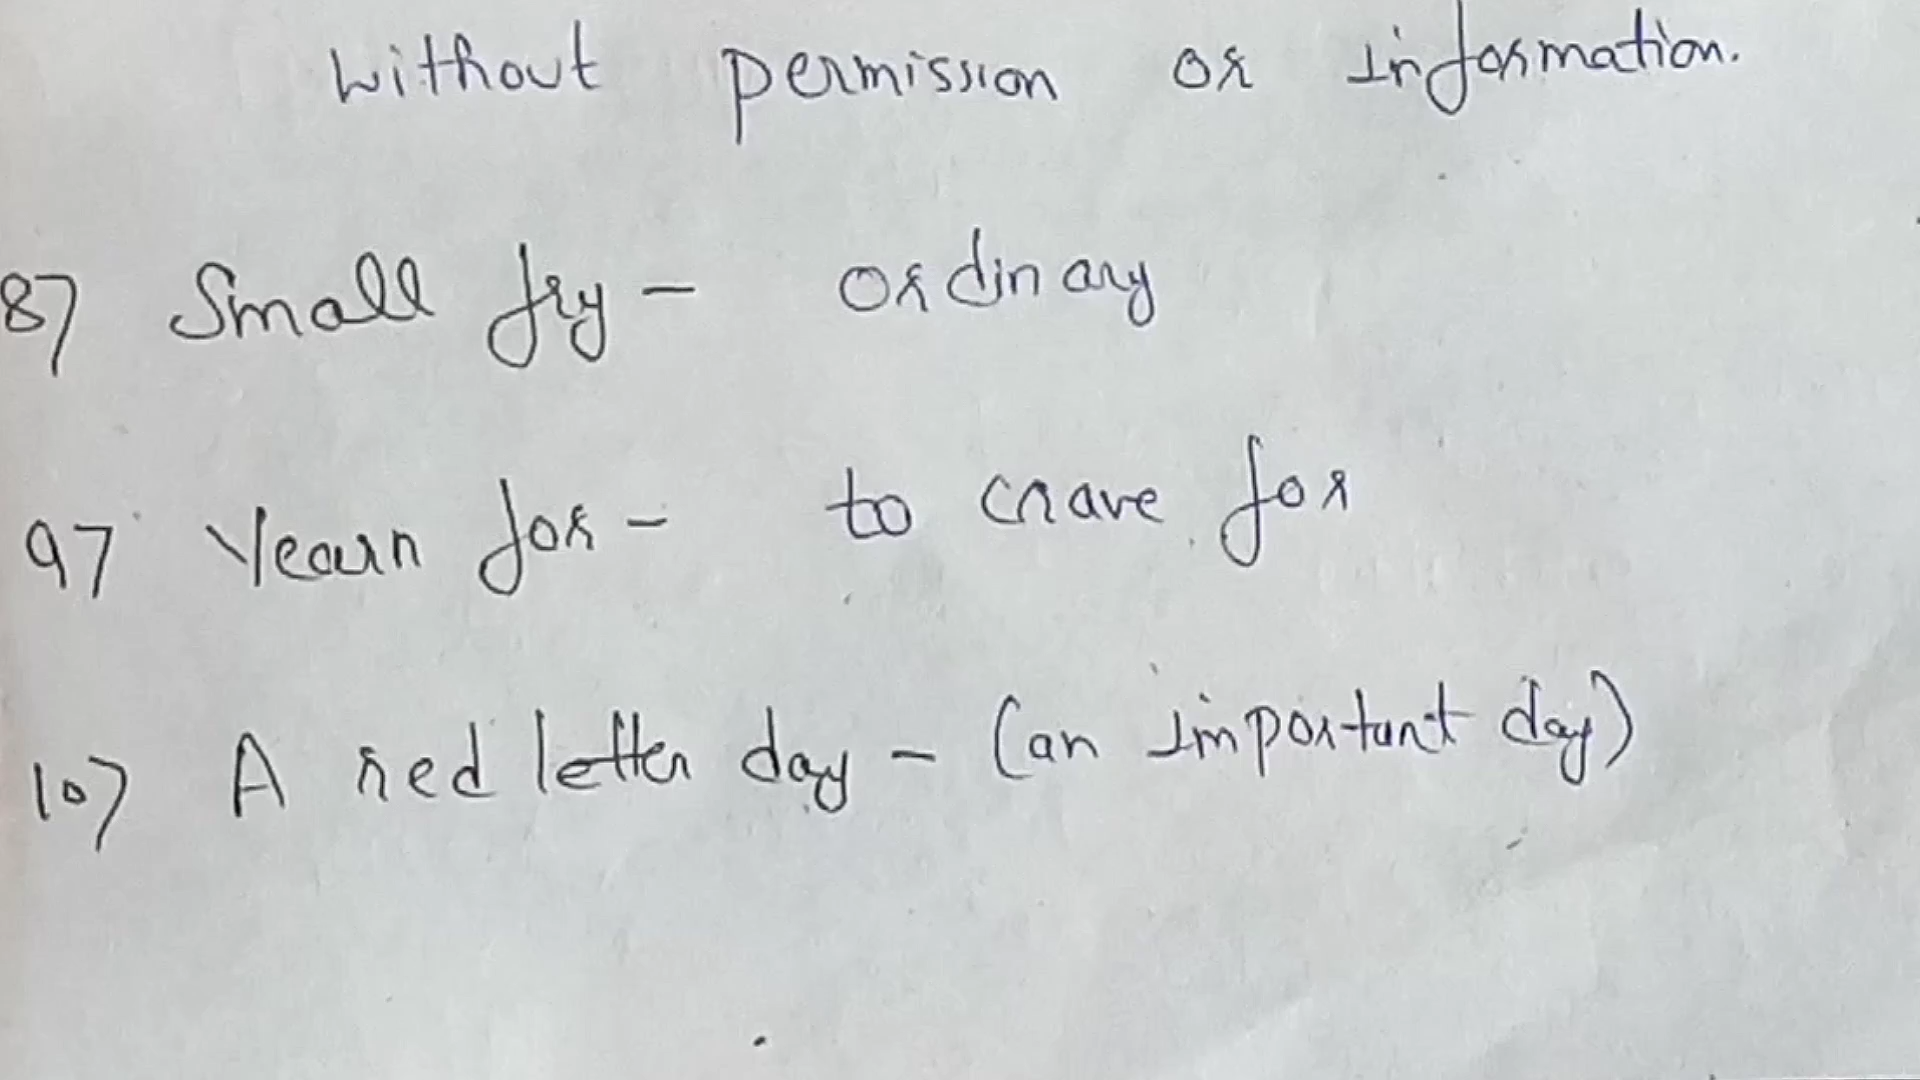 without permission or information.
8) Small fry - ordinary
9) Yearn for - to crave for
10) A red letter day - (an important day)